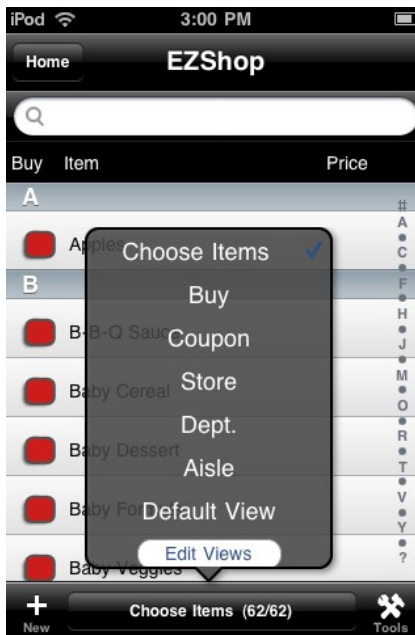 iPod 3:00 PM
Home EZShop
Buy Item Price
A
Apples
B
B-B-Q Sauce
Baby Cereal
Baby Dessert
Baby Formula
Baby Veggies
Choose Items
Buy
Coupon
Store
Dept.
Aisle
Default View
Edit Views
#
A
C
F
H
J
M
O
R
T
V
Y
?
New Choose Items (62/62) Tools